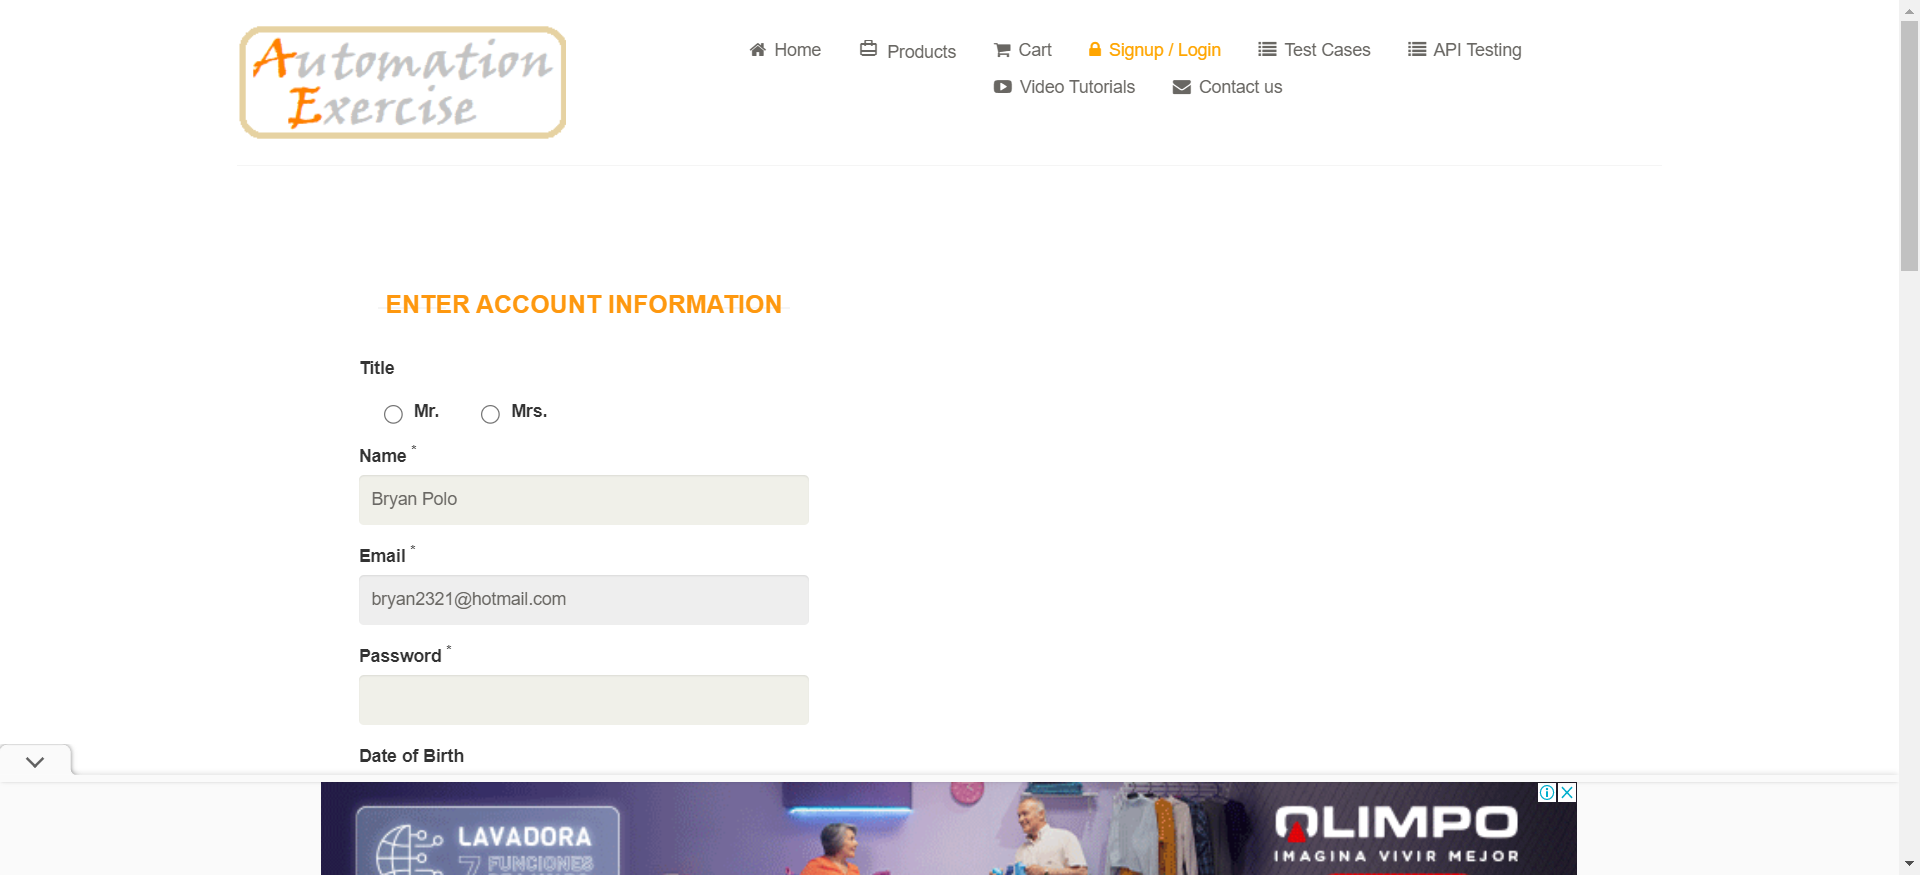 Automation
Exercise
Home
Products
Cart
Signup / Login
Test Cases
API Testing
Video Tutorials
Contact us
ENTER ACCOUNT INFORMATION
Title
Mr.
Mrs.
Name *
Bryan Polo
Email *
bryan2321@hotmail.com
Password *
Date of Birth
LAVADORA
7 FUNCIONES
OLIMPO
IMAGINA VIVIR MEJOR